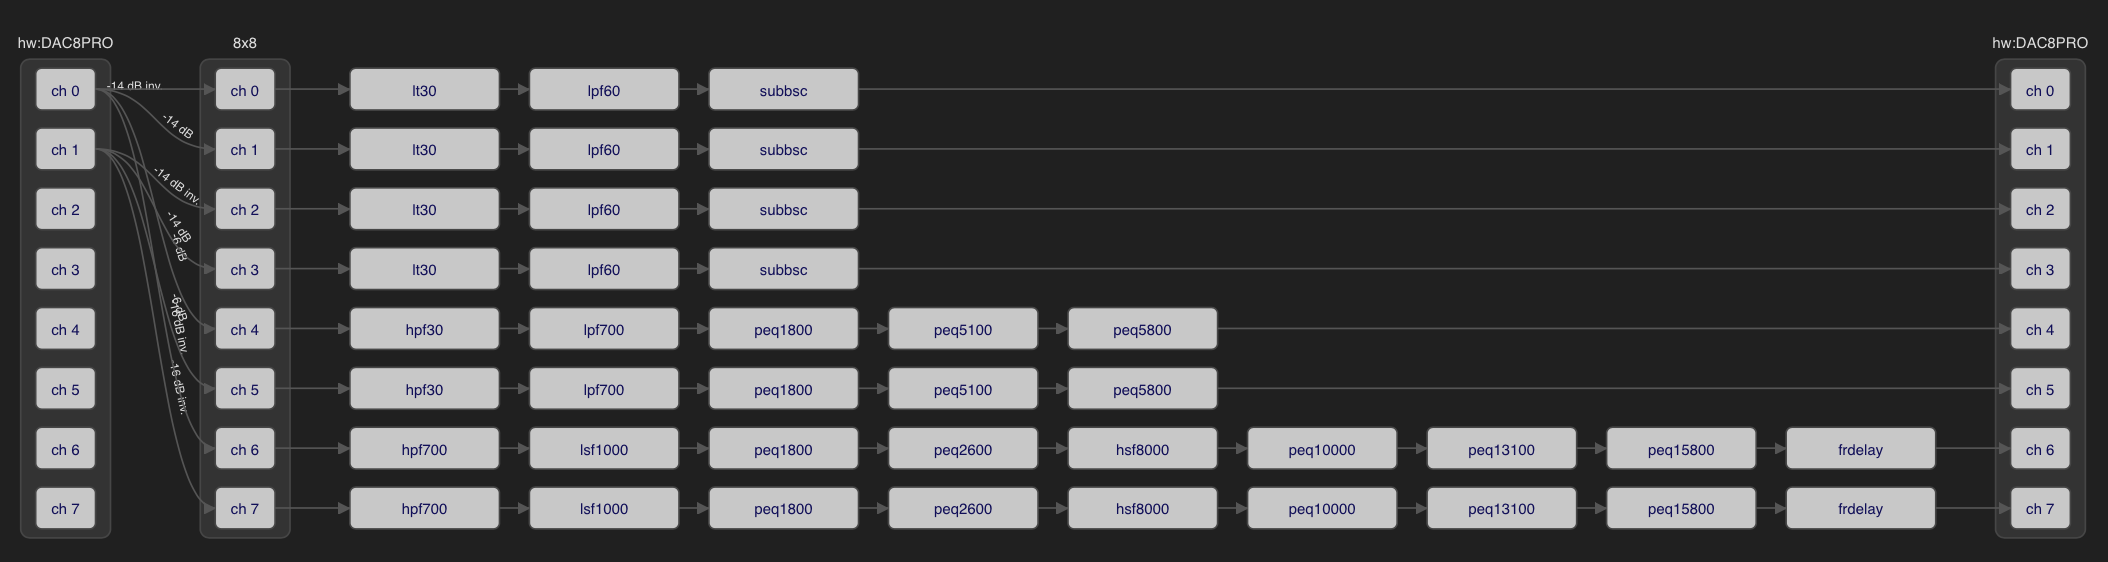 hw:DAC8PRO 8x8 hw:DAC8PRO
ch 0 -14 dB inv. ch 0 lt30 lpf60 subbsc ch 0
-14 dB
ch 1 ch 1 lt30 lpf60 subbsc ch 1
-14 dB inv.
ch 2 ch 2 lt30 lpf60 subbsc ch 2
-14 dB
-6 dB
ch 3 ch 3 lt30 lpf60 subbsc ch 3
-6 dB
-16 dB inv.
ch 4 ch 4 hpf30 lpf700 peq1800 peq5100 peq5800 ch 4
-16 dB inv.
ch 5 ch 5 hpf30 lpf700 peq1800 peq5100 peq5800 ch 5
ch 6 ch 6 hpf700 lsf1000 peq1800 peq2600 hsf8000 peq10000 peq13100 peq15800 frdelay ch 6
ch 7 ch 7 hpf700 lsf1000 peq1800 peq2600 hsf8000 peq10000 peq13100 peq15800 frdelay ch 7